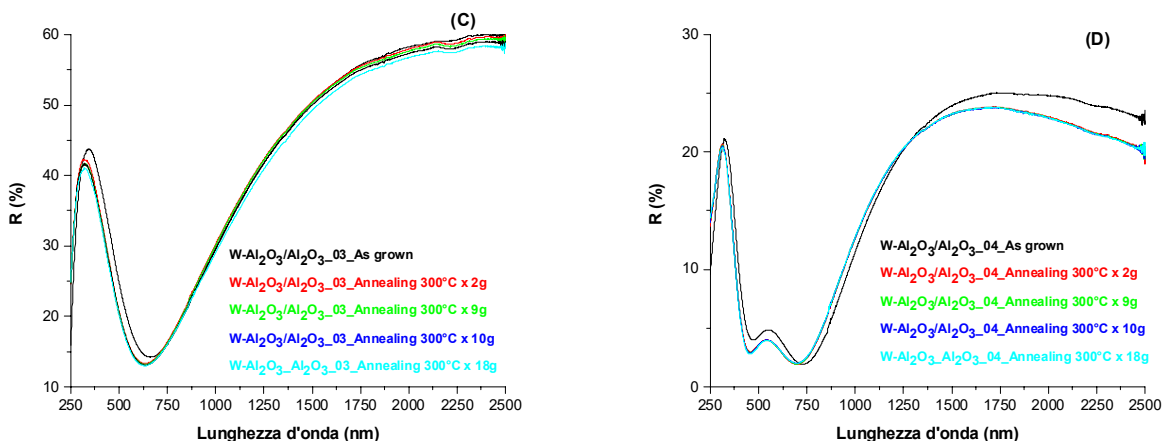 (C)
60
50
40
30
20
10
R (%)
W-Al₂O₃/Al₂O₃_03_As grown
W-Al₂O₃/Al₂O₃_03_Annealing 300°C x 2g
W-Al₂O₃/Al₂O₃_03_Annealing 300°C x 9g
W-Al₂O₃/Al₂O₃_03_Annealing 300°C x 10g
W-Al₂O₃_Al₂O₃_03_Annealing 300°C x 18g
250 500 750 1000 1250 1500 1750 2000 2250 2500
Lunghezza d'onda (nm)
(D)
30
20
10
0
R (%)
W-Al₂O₃/Al₂O₃_04_As grown
W-Al₂O₃/Al₂O₃_04_Annealing 300°C x 2g
W-Al₂O₃/Al₂O₃_04_Annealing 300°C x 9g
W-Al₂O₃/Al₂O₃_04_Annealing 300°C x 10g
W-Al₂O₃_Al₂O₃_04_Annealing 300°C x 18g
250 500 750 1000 1250 1500 1750 2000 2250 2500
Lunghezza d'onda (nm)